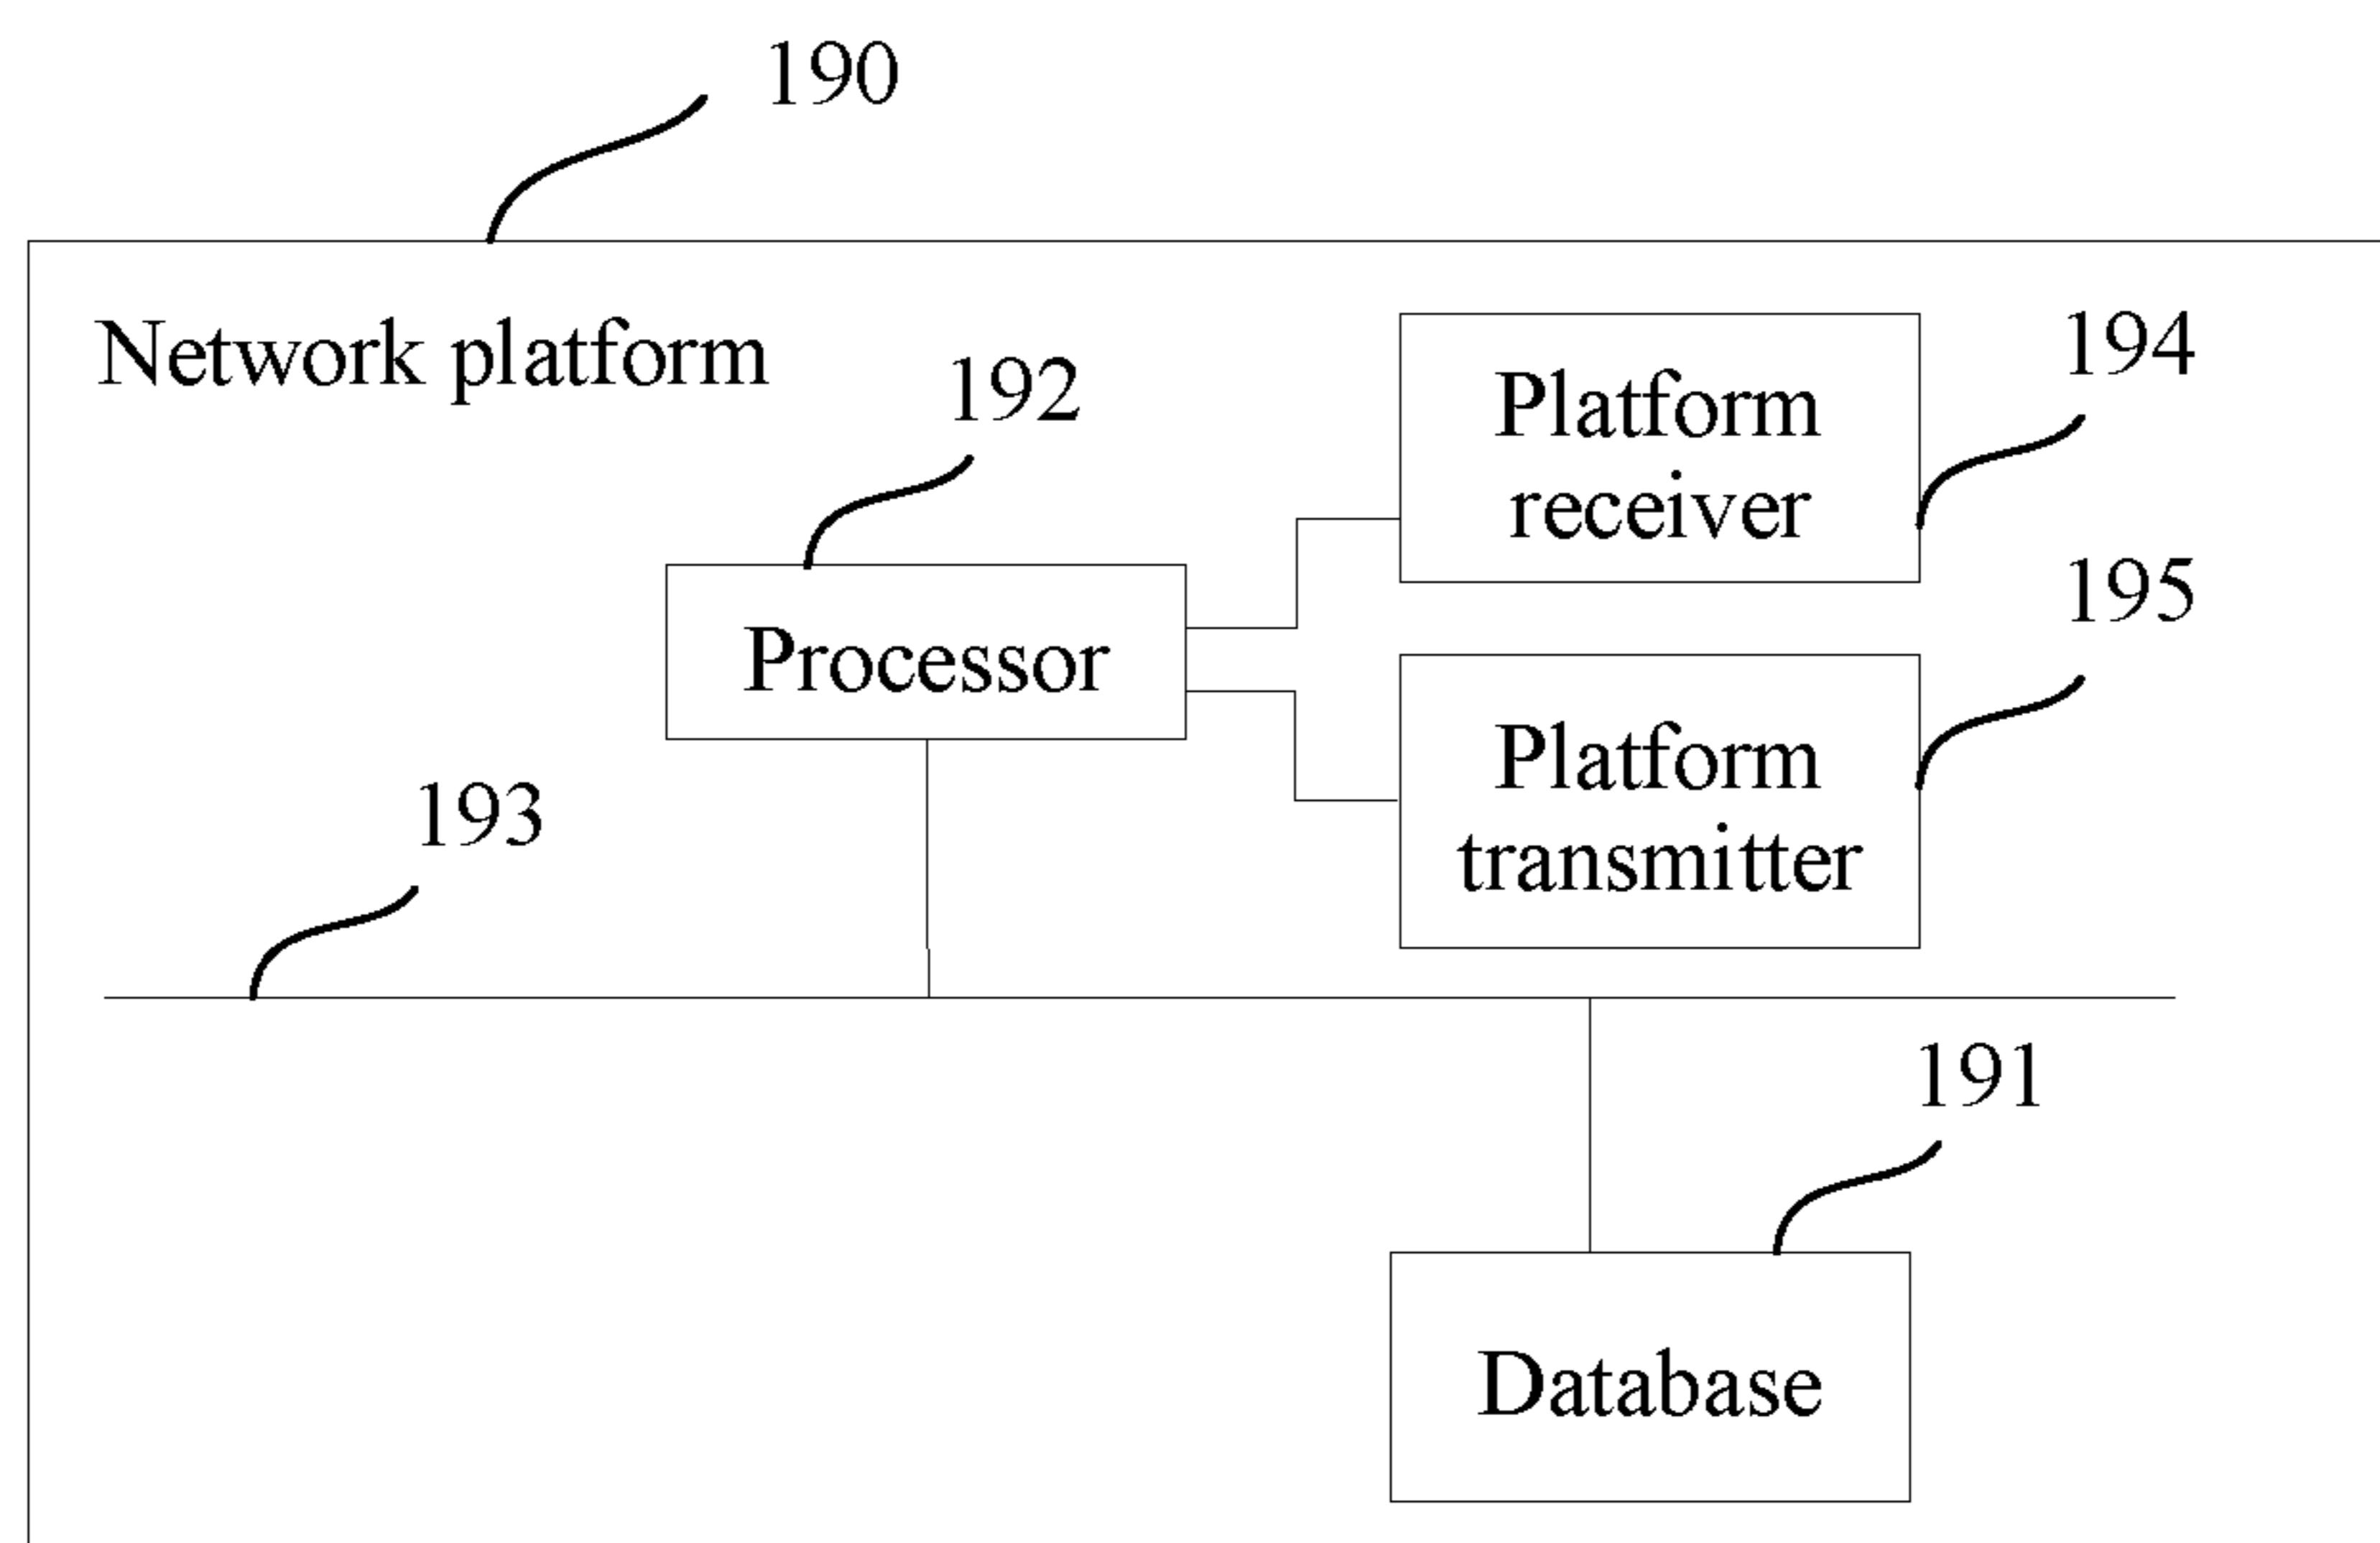 190
Network platform
192
Platform
receiver
194
Processor
195
Platform
transmitter
193
191
Database